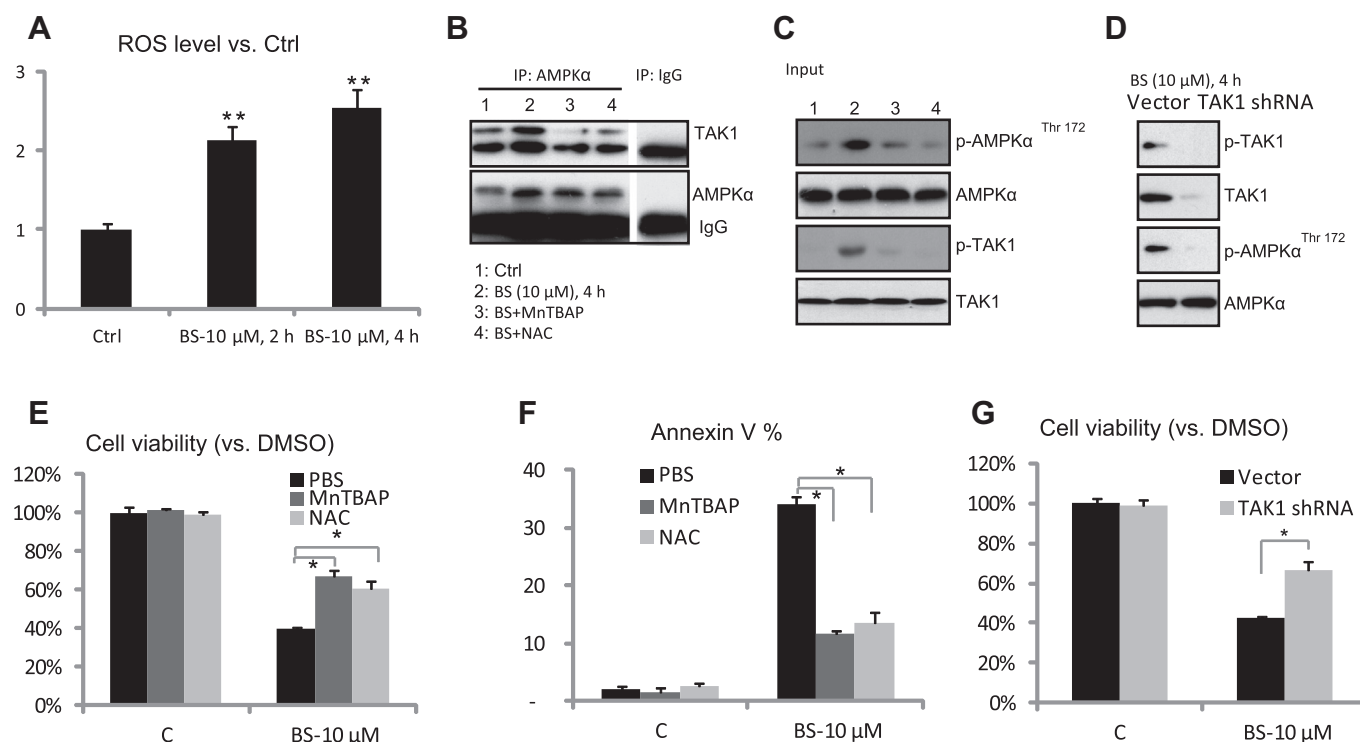 A
ROS level vs. Ctrl
3
2
1
0
**
**
Ctrl
BS-10 μM, 2 h
BS-10 μM, 4 h
B
IP: AMPKα
IP: IgG
1 2 3 4
TAK1
AMPKα
IgG
1: Ctrl
2: BS (10 μM), 4 h
3: BS+MnTBAP
4: BS+NAC
C
Input
1 2 3 4
p-AMPKα Thr 172
AMPKα
p-TAK1
TAK1
D
BS (10 μM), 4 h
Vector TAK1 shRNA
p-TAK1
TAK1
p-AMPKα Thr 172
AMPKα
E
Cell viability (vs. DMSO)
120%
100%
80%
60%
40%
20%
0%
PBS
MnTBAP
NAC
*
*
C
BS-10 μM
F
Annexin V %
40
30
20
10
-
PBS
MnTBAP
NAC
*
*
C
BS-10 μM
G
Cell viability (vs. DMSO)
120%
100%
80%
60%
40%
20%
0%
Vector
TAK1 shRNA
*
C
BS-10 μM